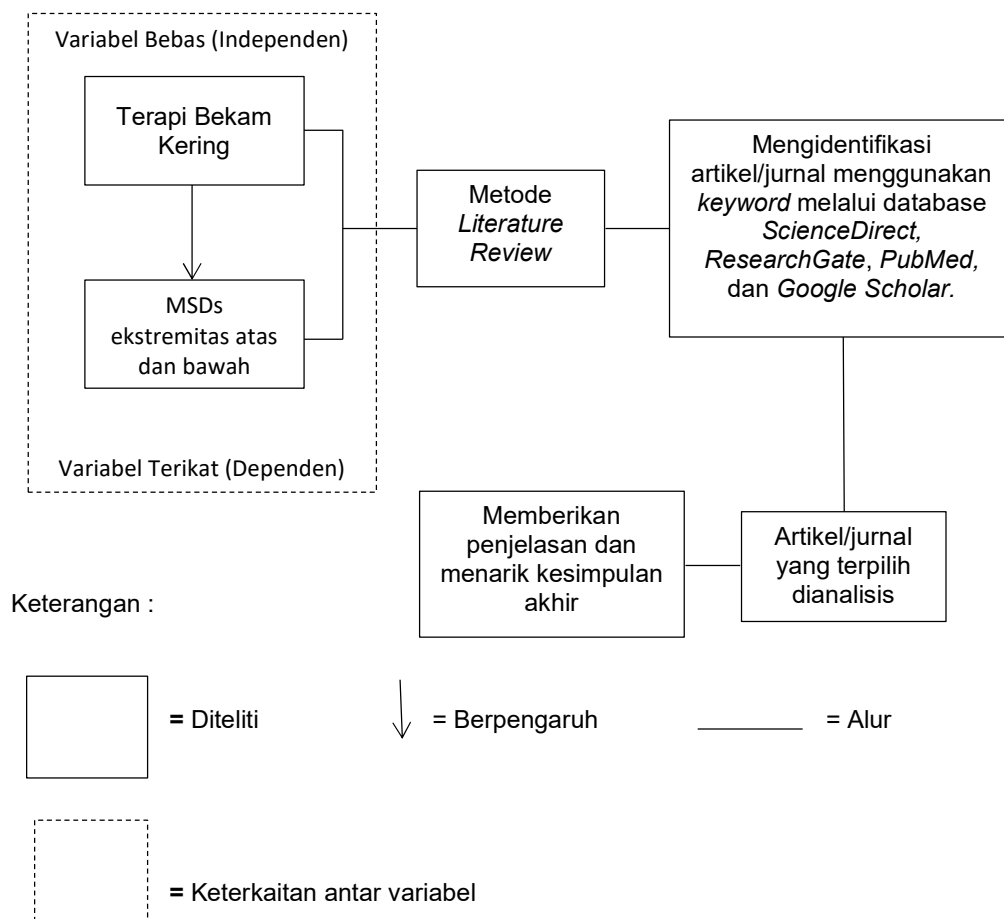 Variabel Bebas (Independen)
Terapi Bekam
Kering
MSDs
ekstremitas atas
dan bawah
Variabel Terikat (Dependen)
Metode
Literature
Review
Mengidentifikasi
artikel/jurnal menggunakan
keyword melalui database
ScienceDirect,
ResearchGate, PubMed,
dan Google Scholar.
Artikel/jurnal
yang terpilih
dianalisis
Memberikan
penjelasan dan
menarik kesimpulan
akhir
Keterangan :
= Diteliti
= Berpengaruh
= Alur
= Keterkaitan antar variabel